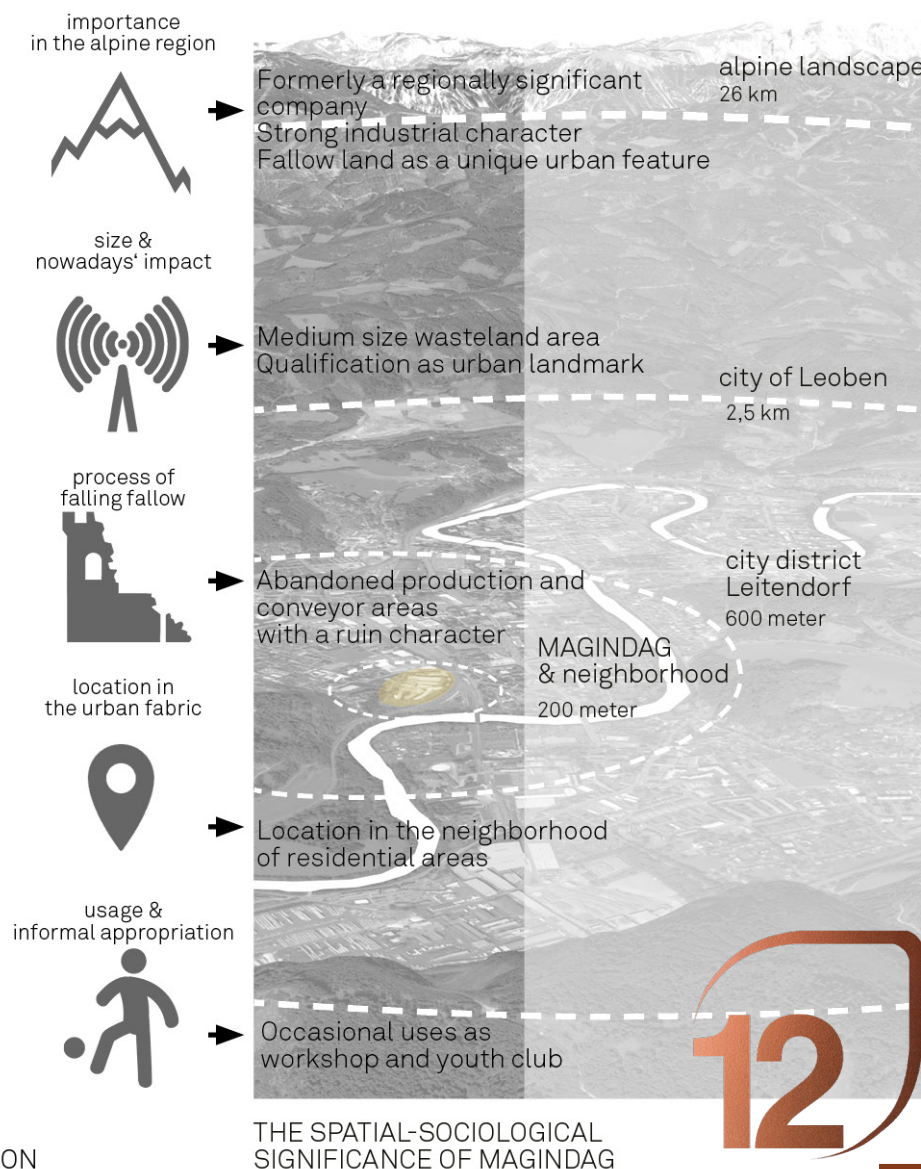 importance
in the alpine region
Formerly a regionally significant
company
Strong industrial character
Fallow land as a unique urban feature
alpine landscape
26 km
size &
nowadays‘ impact
Medium size wasteland area
Qualification as urban landmark
city of Leoben
2,5 km
process of
falling fallow
Abandoned production and
conveyor areas
with a ruin character
city district
Leitendorf
600 meter
MAGINDAG
& neighborhood
200 meter
location in
the urban fabric
Location in the neighborhood
of residential areas
usage &
informal appropriation
Occasional uses as
workshop and youth club
12
THE SPATIAL-SOCIOLOGICAL
SIGNIFICANCE OF MAGINDAG
ON